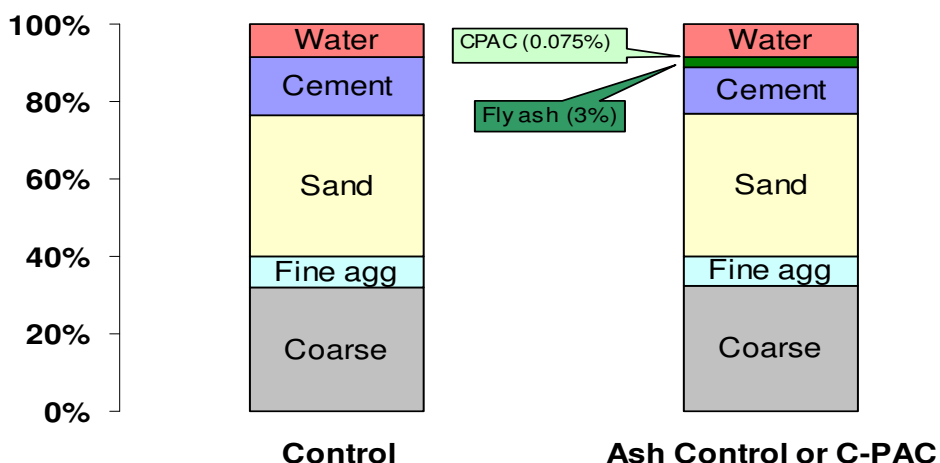 100%
80%
60%
40%
20%
0%
Water
Cement
Sand
Fine agg
Coarse
Control
CPAC (0.075%)
Fly ash (3%)
Water
Cement
Sand
Fine agg
Coarse
Ash Control or C-PAC